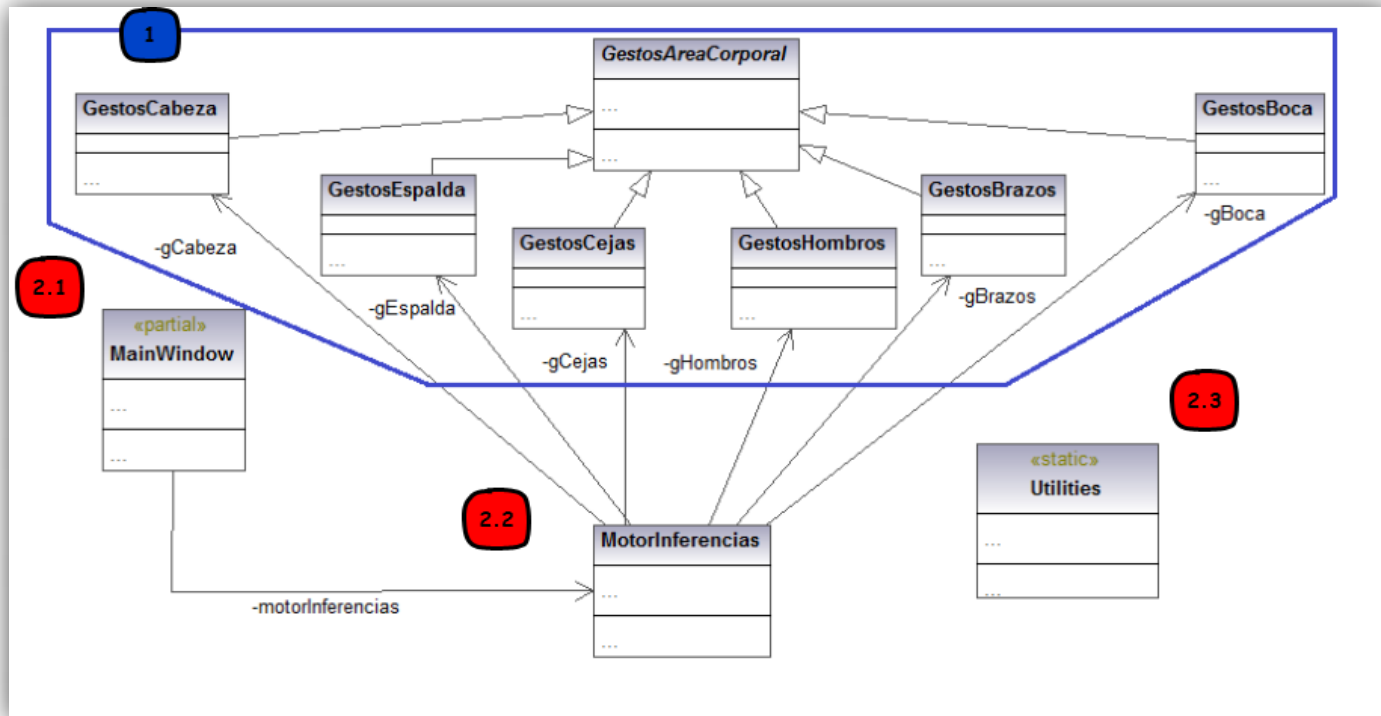 1
GestosAreaCorporal
...
...
GestosCabeza
...
GestosBoca
...
GestosEspalda
...
GestosBrazos
...
GestosCejas
...
GestosHombros
...
-gCabeza
-gEspalda
-gCejas
-gHombros
-gBrazos
-gBoca
2.1
«partial»
MainWindow
...
...
2.3
«static»
Utilities
...
...
2.2
MotorInferencias
...
...
-motorInferencias